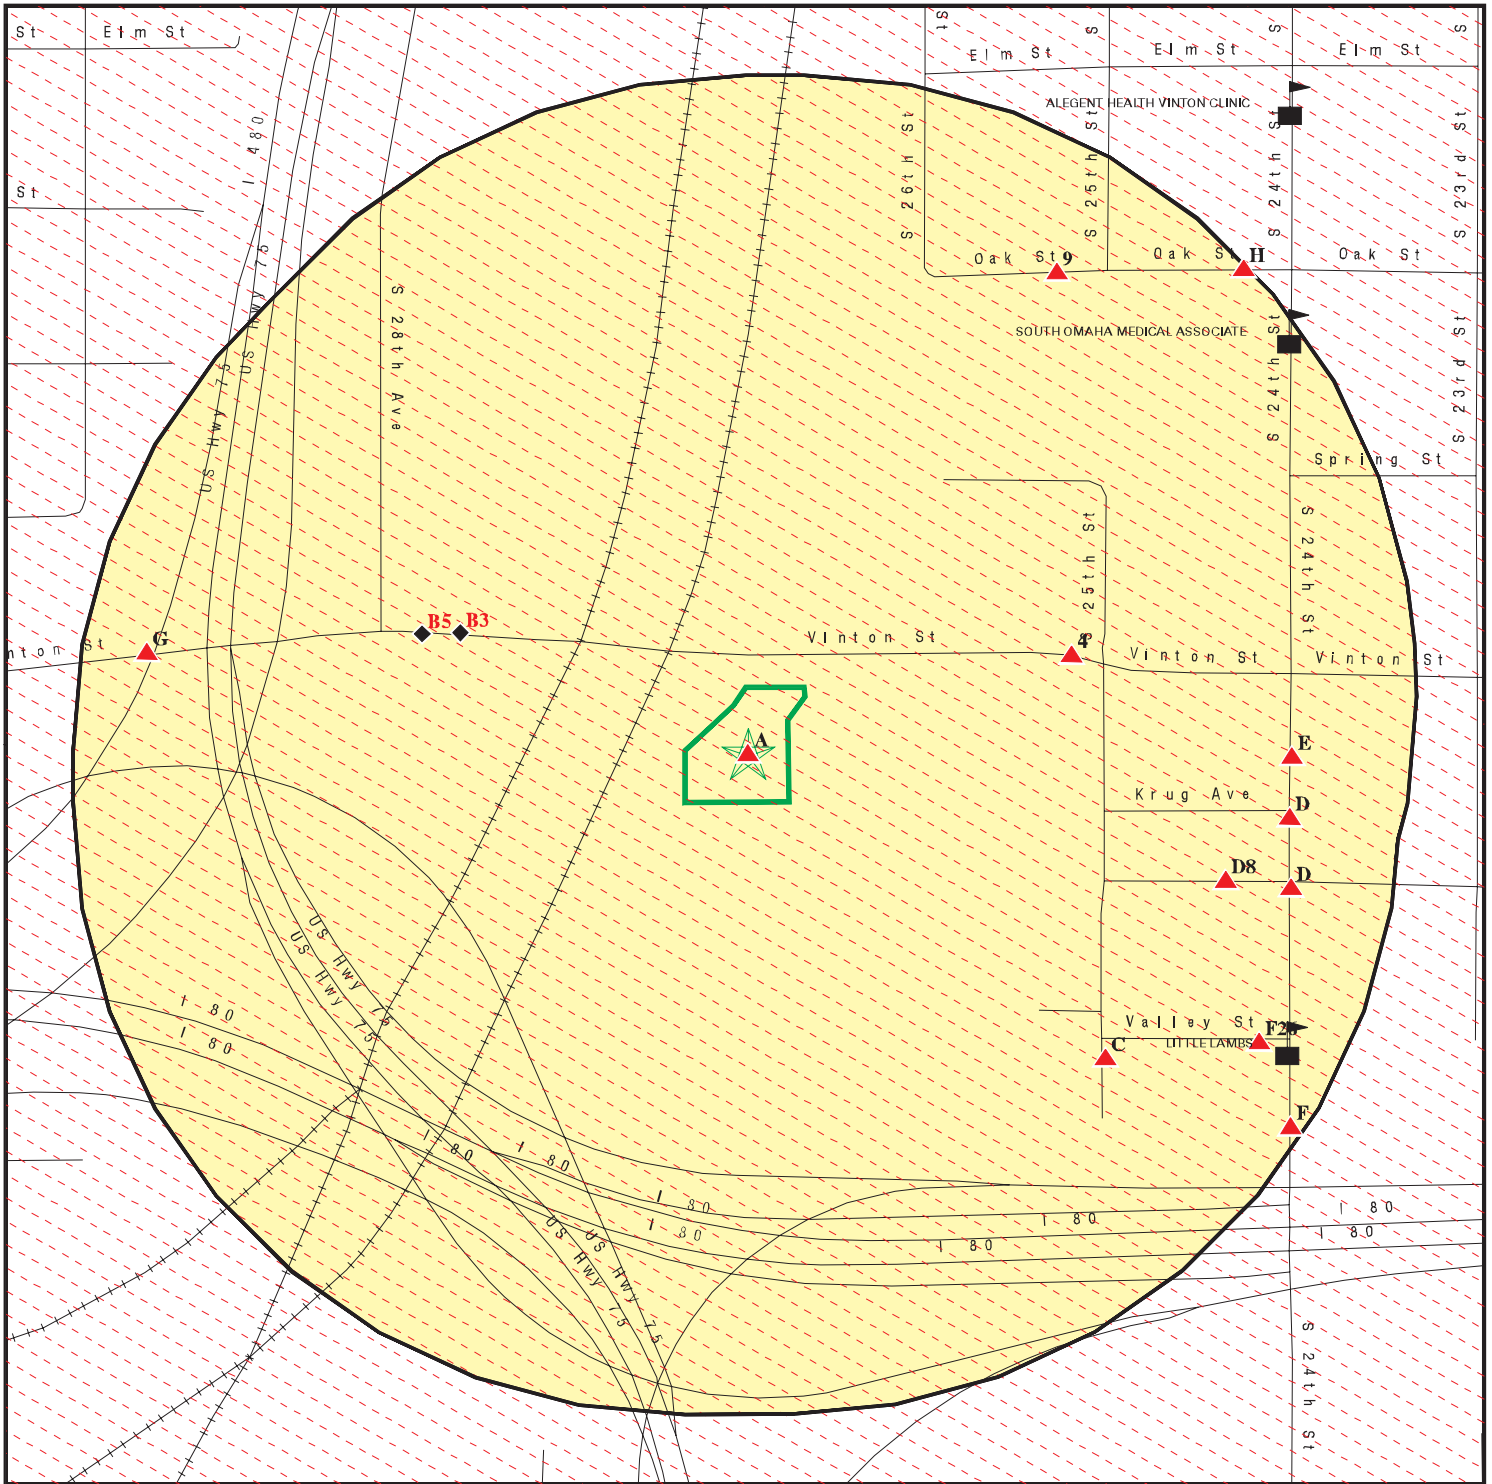 St
Elm St
St
Elm St
S
Elm St
S
Elm St
S
ALEGENT HEALTH VINTON CLINIC
I 480
S 26th St
S 25th St
S 24th St
S 23rd St
St
US Hwy 75
Oak St
9
Oak St
H
Oak St
S 28th Ave
SOUTH OMAHA MEDICAL ASSOCIATE
S 24th St
S 23rd St
US Hwy 75
Spring St
25th St
S 24th St
B5
B3
G
nton St
Vinton St
4
Vinton St
Vinton St
A
E
Krug Ave
D
D8
D
US Hwy 75
US Hwy 75
I 80
I 80
Valley St
LITTLE LAMBS
C
F
I 80
I 80
I 80
I 80
I 80
I 80
I 80
I 80
US Hwy 75
US Hwy 75
S 24th St